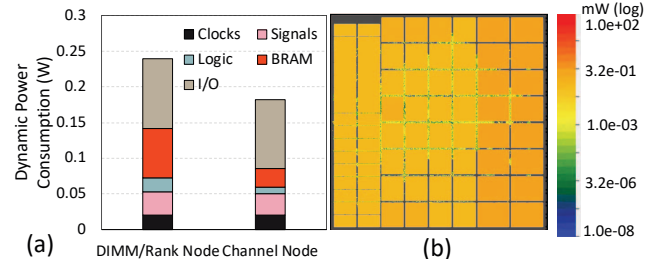 0.3
0.25
0.2
0.15
0.1
0.05
0
Dynamic Power
Consumption (W)
Clocks
Signals
Logic
BRAM
I/O
DIMM/Rank Node
Channel Node
(a)
(b)
mW (log)
1.0e+02
3.2e-01
1.0e-03
3.2e-06
1.0e-08